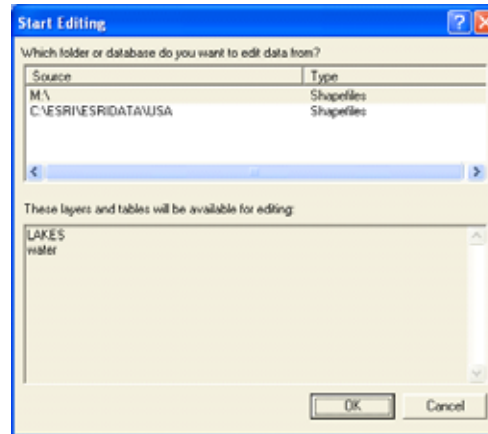 Start Editing
Which folder or database do you want to edit data from?
Source Type
M:\ Shapefiles
C:\ESRI\ESRIDATA\USA Shapefiles
These layers and tables will be available for editing:
LAKES
water
OK Cancel